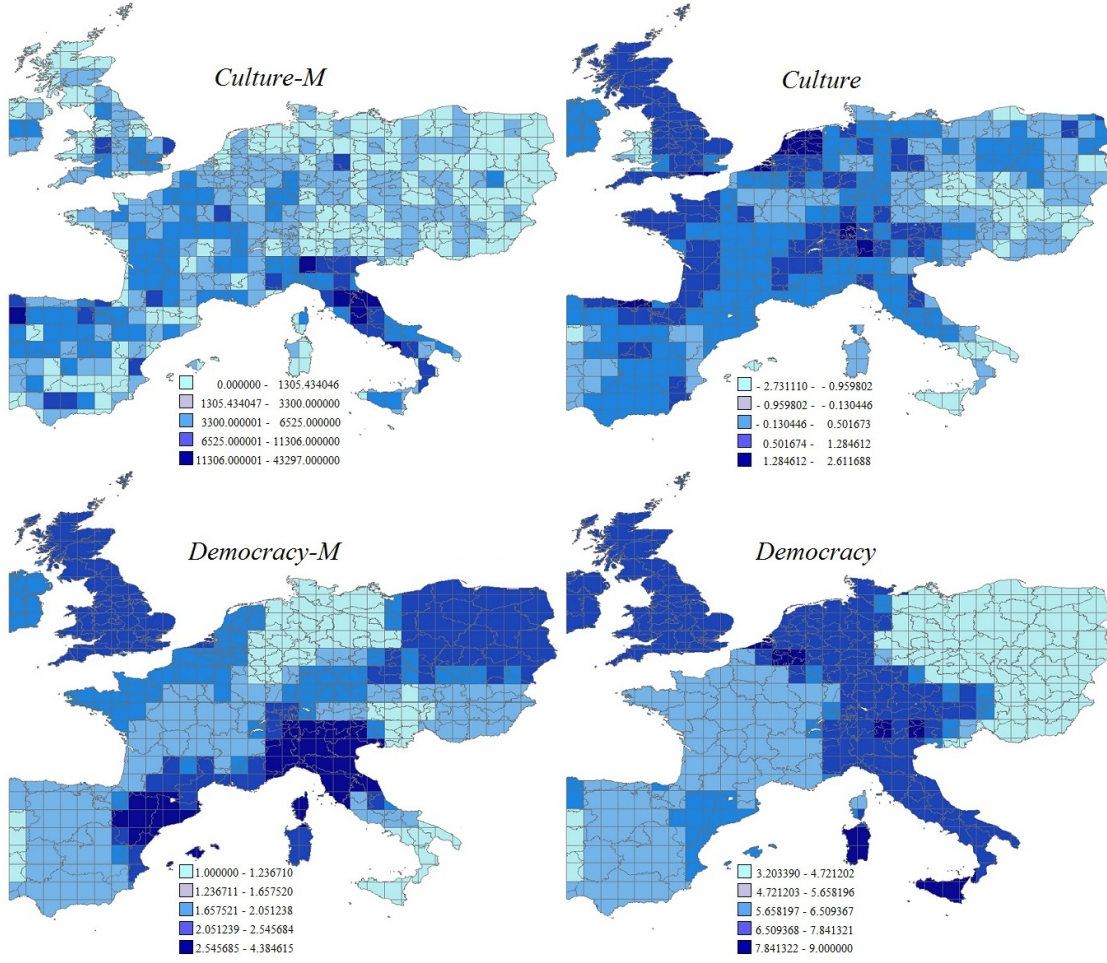 Culture-M
0.000000 - 1305.434046
1305.434047 - 3300.000000
3300.000001 - 6525.000000
6525.000001 - 11306.000000
11306.000001 - 43297.000000
Culture
- 2.731110 - - 0.959802
- 0.959802 - - 0.130446
- 0.130446 - 0.501673
0.501674 - 1.284612
1.284612 - 2.611688
Democracy-M
1.000000 - 1.236710
1.236711 - 1.657520
1.657521 - 2.051238
2.051239 - 2.545684
2.545685 - 4.384615
Democracy
3.203390 - 4.721202
4.721203 - 5.658196
5.658197 - 6.509367
6.509368 - 7.841321
7.841322 - 9.000000